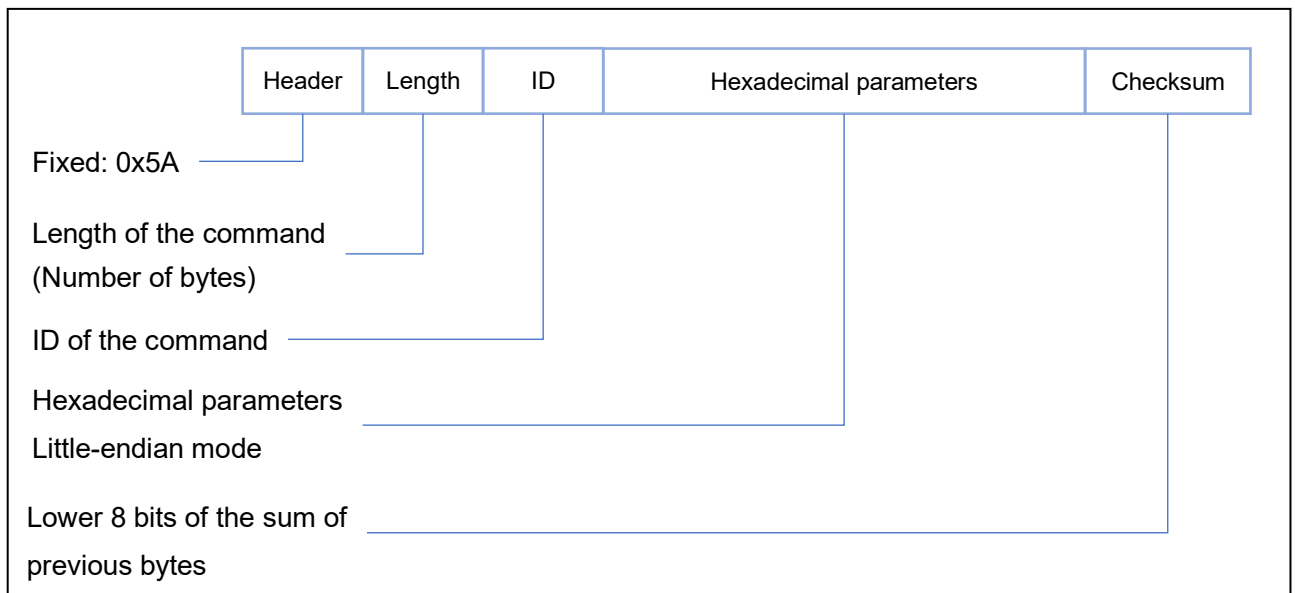 Header Length ID Hexadecimal parameters Checksum
Fixed: 0x5A
Length of the command
(Number of bytes)
ID of the command
Hexadecimal parameters
Little-endian mode
Lower 8 bits of the sum of
previous bytes